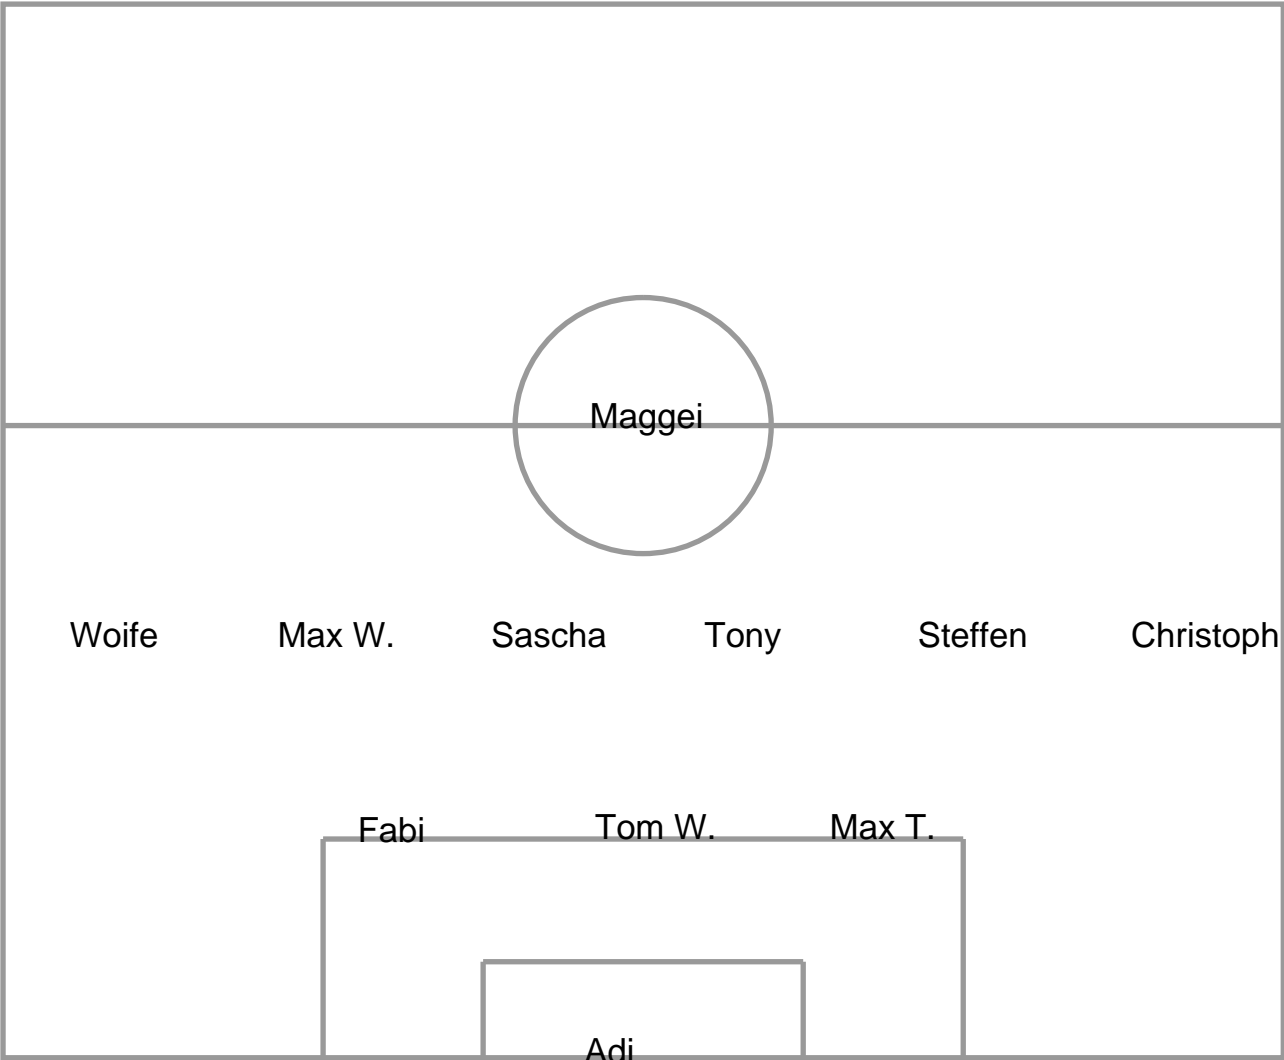 Maggei
Woife Max W. Sascha Tony Steffen Christoph
Fabi Tom W. Max T.
Adi